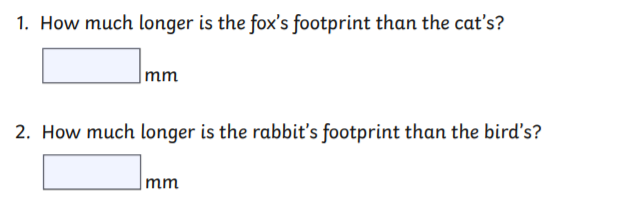 1. How much longer is the fox's footprint than the cat's?
mm
2. How much longer is the rabbit's footprint than the bird's?
mm